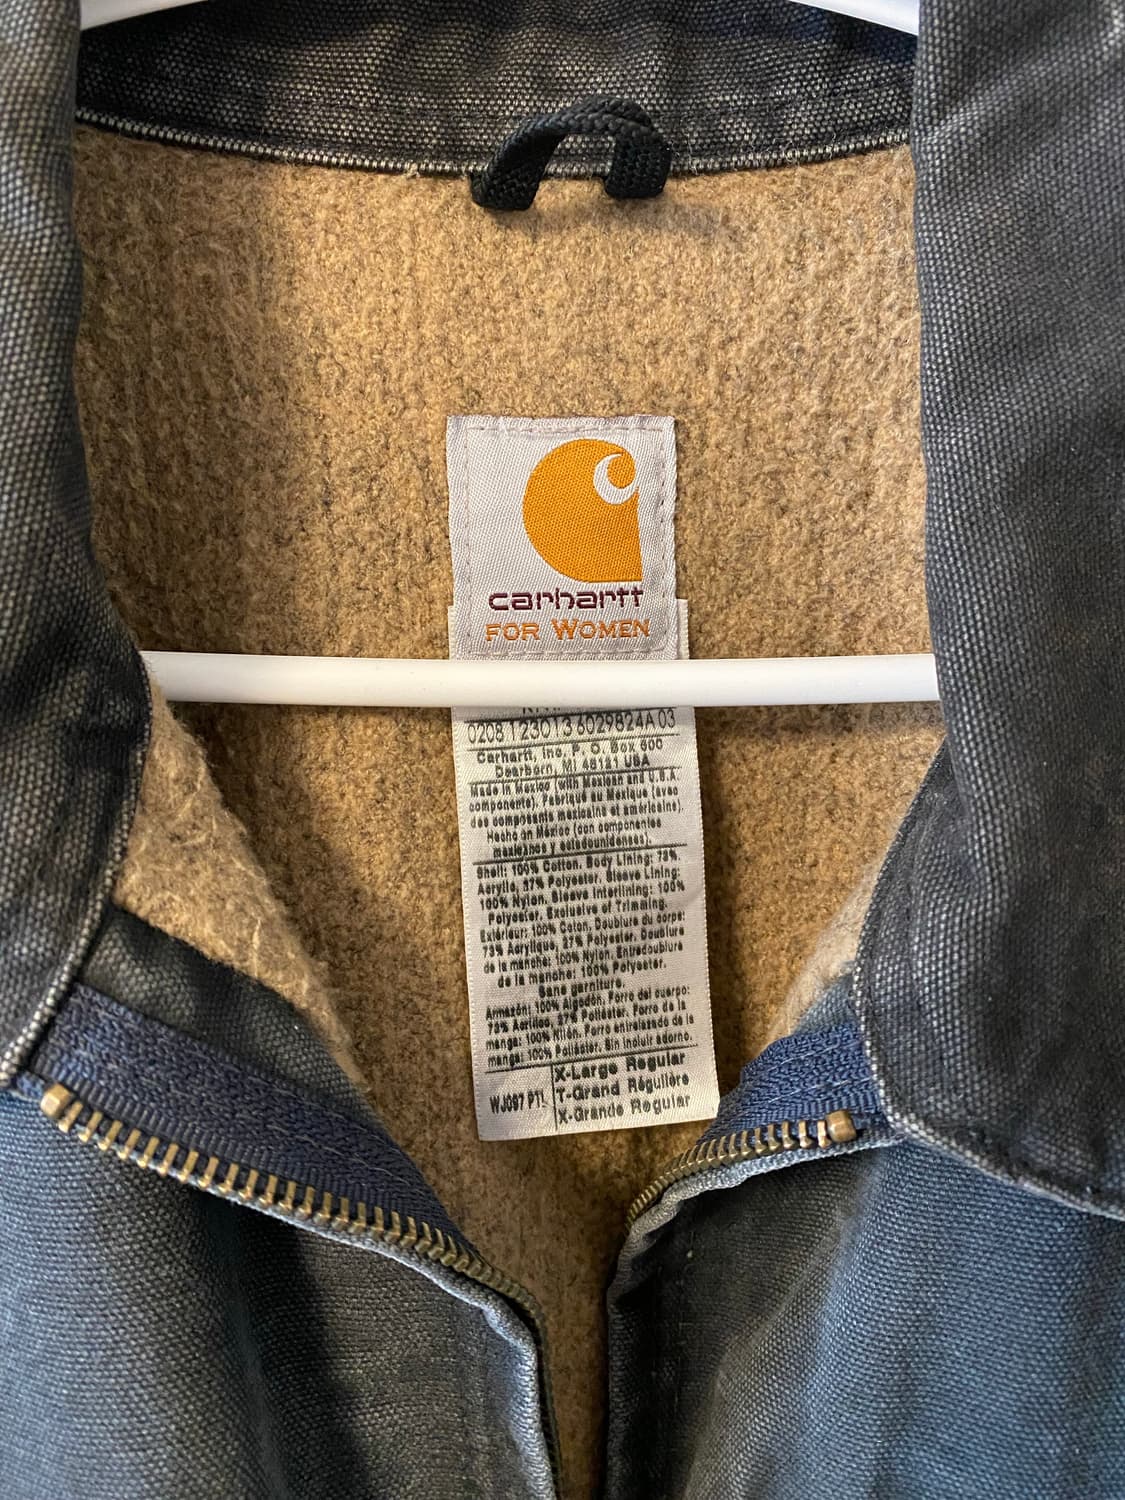 carhartt
FOR WOMEN
0208123013 6029824A 03
Carhartt, Inc. P. O. Box 600
Dearborn, MI 48121 USA
Made in Mexico (with Mexican and U.S.A.
components). Fabriqué au Mexique (avec
des composants mexicains et américains).
Hecho en México (con componentes
mexicanos y estadounidenses).
Shell: 100% Cotton. Body Lining: 73%
Acrylic, 27% Polyester. Sleeve Lining:
100% Nylon. Sleeve Interlining: 100%
Polyester. Exclusive of Trimming.
Extérieur: 100% Coton. Doublure du corps:
73% Acrylique, 27% Polyester. Doublure
de la manche: 100% Nylon. Entredoublure
de la manche: 100% Polyester.
Sans garniture.
Armazón: 100% Algodón. Forro del cuerpo:
73% Acrílico, 27% Poliéster. Forro de la
manga: 100% Nilón. Forro entrelazado de la
manga: 100% Poliéster. Sin incluir adorno.
WJ097 PTL
X-Large Regular
T-Grand Régulière
X-Grande Regular